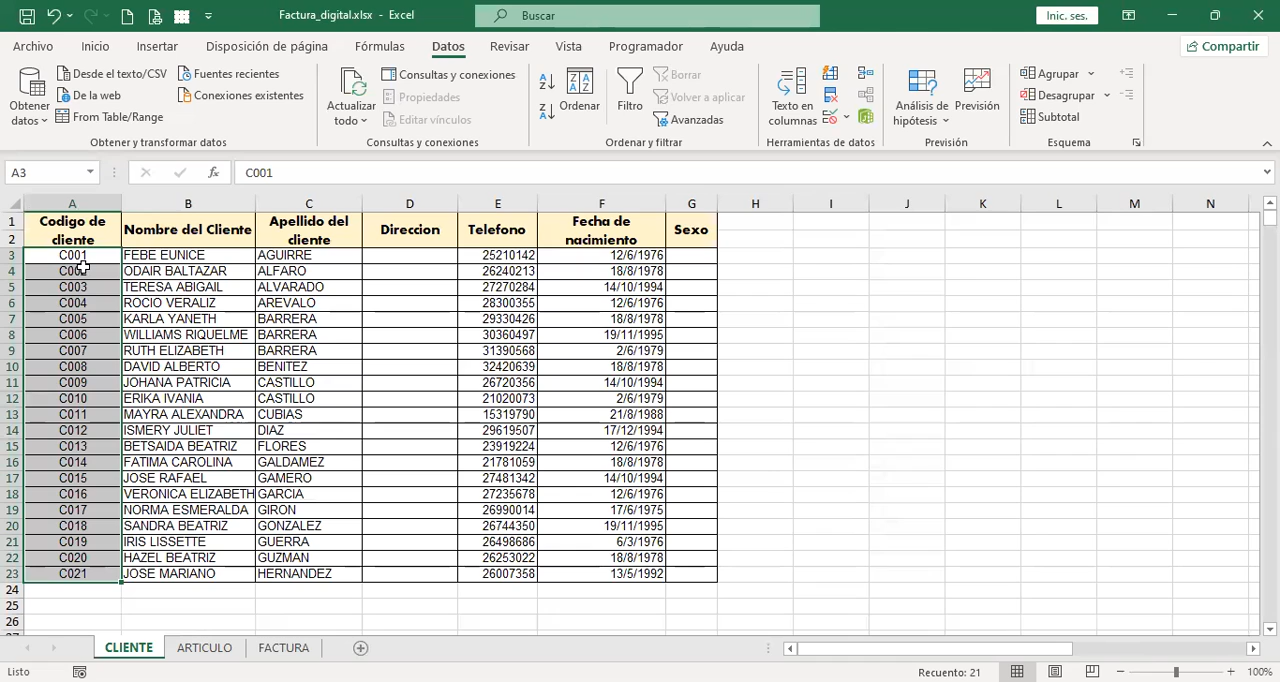 Factura_digital.xlsx - Excel
Buscar
Inic. ses.
Archivo Inicio Insertar Disposición de página Fórmulas Datos Revisar Vista Programador Ayuda
Compartir
Obtener datos
Desde el texto/CSV
De la web
From Table/Range
Fuentes recientes
Conexiones existentes
Obtener y transformar datos
Actualizar todo
Consultas y conexiones
Propiedades
Editar vínculos
Consultas y conexiones
Ordenar
Filtro
Borrar
Volver a aplicar
Avanzadas
Ordenar y filtrar
Texto en columnas
Herramientas de datos
Análisis de hipótesis
Previsión
Previsión
Agrupar
Desagrupar
Subtotal
Esquema
A3 fx C001
A B C D E F G H I J K L M N
1 2 Codigo de cliente Nombre del Cliente Apellido del cliente Direccion Telefono Fecha de nacimiento Sexo
3 C001 FEBE EUNICE AGUIRRE 25210142 12/6/1976
4 ODAIR BALTAZAR ALFARO 26240213 18/8/1978
5 C003 TERESA ABIGAIL ALVARADO 27270284 14/10/1994
6 C004 ROCIO VERALIZ AREVALO 28300355 12/6/1976
7 C005 KARLA YANETH BARRERA 29330426 18/8/1978
8 C006 WILLIAMS RIQUELME BARRERA 30360497 19/11/1995
9 C007 RUTH ELIZABETH BARRERA 31390568 2/6/1979
10 C008 DAVID ALBERTO BENITEZ 32420639 18/8/1978
11 C009 JOHANA PATRICIA CASTILLO 26720356 14/10/1994
12 C010 ERIKA IVANIA CASTILLO 21020073 2/6/1979
13 C011 MAYRA ALEXANDRA CUBIAS 15319790 21/8/1988
14 C012 ISMERY JULIET DIAZ 29619507 17/12/1994
15 C013 BETSAIDA BEATRIZ FLORES 23919224 12/6/1976
16 C014 FATIMA CAROLINA GALDAMEZ 21781059 18/8/1978
17 C015 JOSE RAFAEL GAMERO 27481342 14/10/1994
18 C016 VERONICA ELIZABETH GARCIA 27235678 12/6/1976
19 C017 NORMA ESMERALDA GIRON 26990014 17/6/1975
20 C018 SANDRA BEATRIZ GONZALEZ 26744350 19/11/1995
21 C019 IRIS LISSETTE GUERRA 26498686 6/3/1976
22 C020 HAZEL BEATRIZ GUZMAN 26253022 18/8/1978
23 C021 JOSE MARIANO HERNANDEZ 26007358 13/5/1992
24
25
26
CLIENTE ARTICULO FACTURA
Listo Recuento: 21 100%